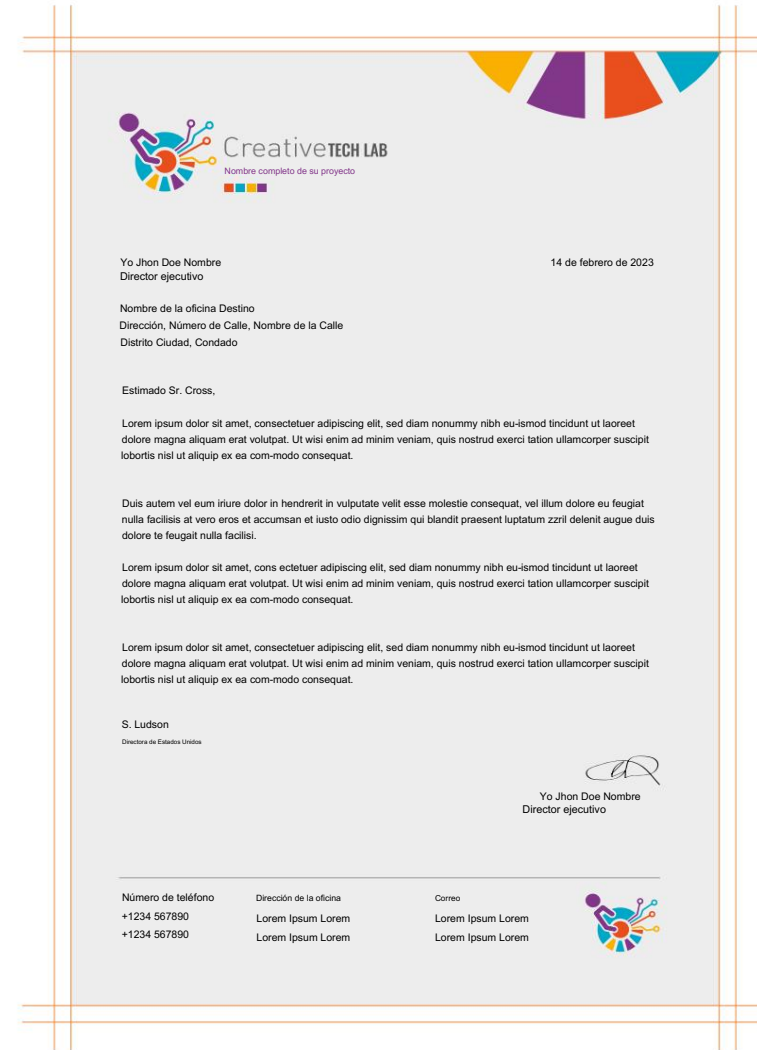 CreativeTECH LAB
Nombre completo de su proyecto
Yo Jhon Doe Nombre
14 de febrero de 2023
Director ejecutivo
Nombre de la oficina Destino
Dirección, Número de Calle, Nombre de la Calle
Distrito Ciudad, Condado
Estimado Sr. Cross,
Lorem ipsum dolor sit amet, consectetuer adipiscing elit, sed diam nonummy nibh eu-ismod tincidunt ut laoreet
dolore magna aliquam erat volutpat. Ut wisi enim ad minim veniam, quis nostrud exerci tation ullamcorper suscipit
lobortis nisl ut aliquip ex ea com-modo consequat.
Duis autem vel eum iriure dolor in hendrerit in vulputate velit esse molestie consequat, vel illum dolore eu feugiat
nulla facilisis at vero eros et accumsan et iusto odio dignissim qui blandit praesent luptatum zzril delenit augue duis
dolore te feugait nulla facilisi.
Lorem ipsum dolor sit amet, cons ectetuer adipiscing elit, sed diam nonummy nibh eu-ismod tincidunt ut laoreet
dolore magna aliquam erat volutpat. Ut wisi enim ad minim veniam, quis nostrud exerci tation ullamcorper suscipit
lobortis nisl ut aliquip ex ea com-modo consequat.
Lorem ipsum dolor sit amet, consectetuer adipiscing elit, sed diam nonummy nibh eu-ismod tincidunt ut laoreet
dolore magna aliquam erat volutpat. Ut wisi enim ad minim veniam, quis nostrud exerci tation ullamcorper suscipit
lobortis nisl ut aliquip ex ea com-modo consequat.
S. Ludson
Directora de Estados Unidos
Yo Jhon Doe Nombre
Director ejecutivo
Número de teléfono
+1234 567890
+1234 567890
Dirección de la oficina
Lorem Ipsum Lorem
Lorem Ipsum Lorem
Correo
Lorem Ipsum Lorem
Lorem Ipsum Lorem